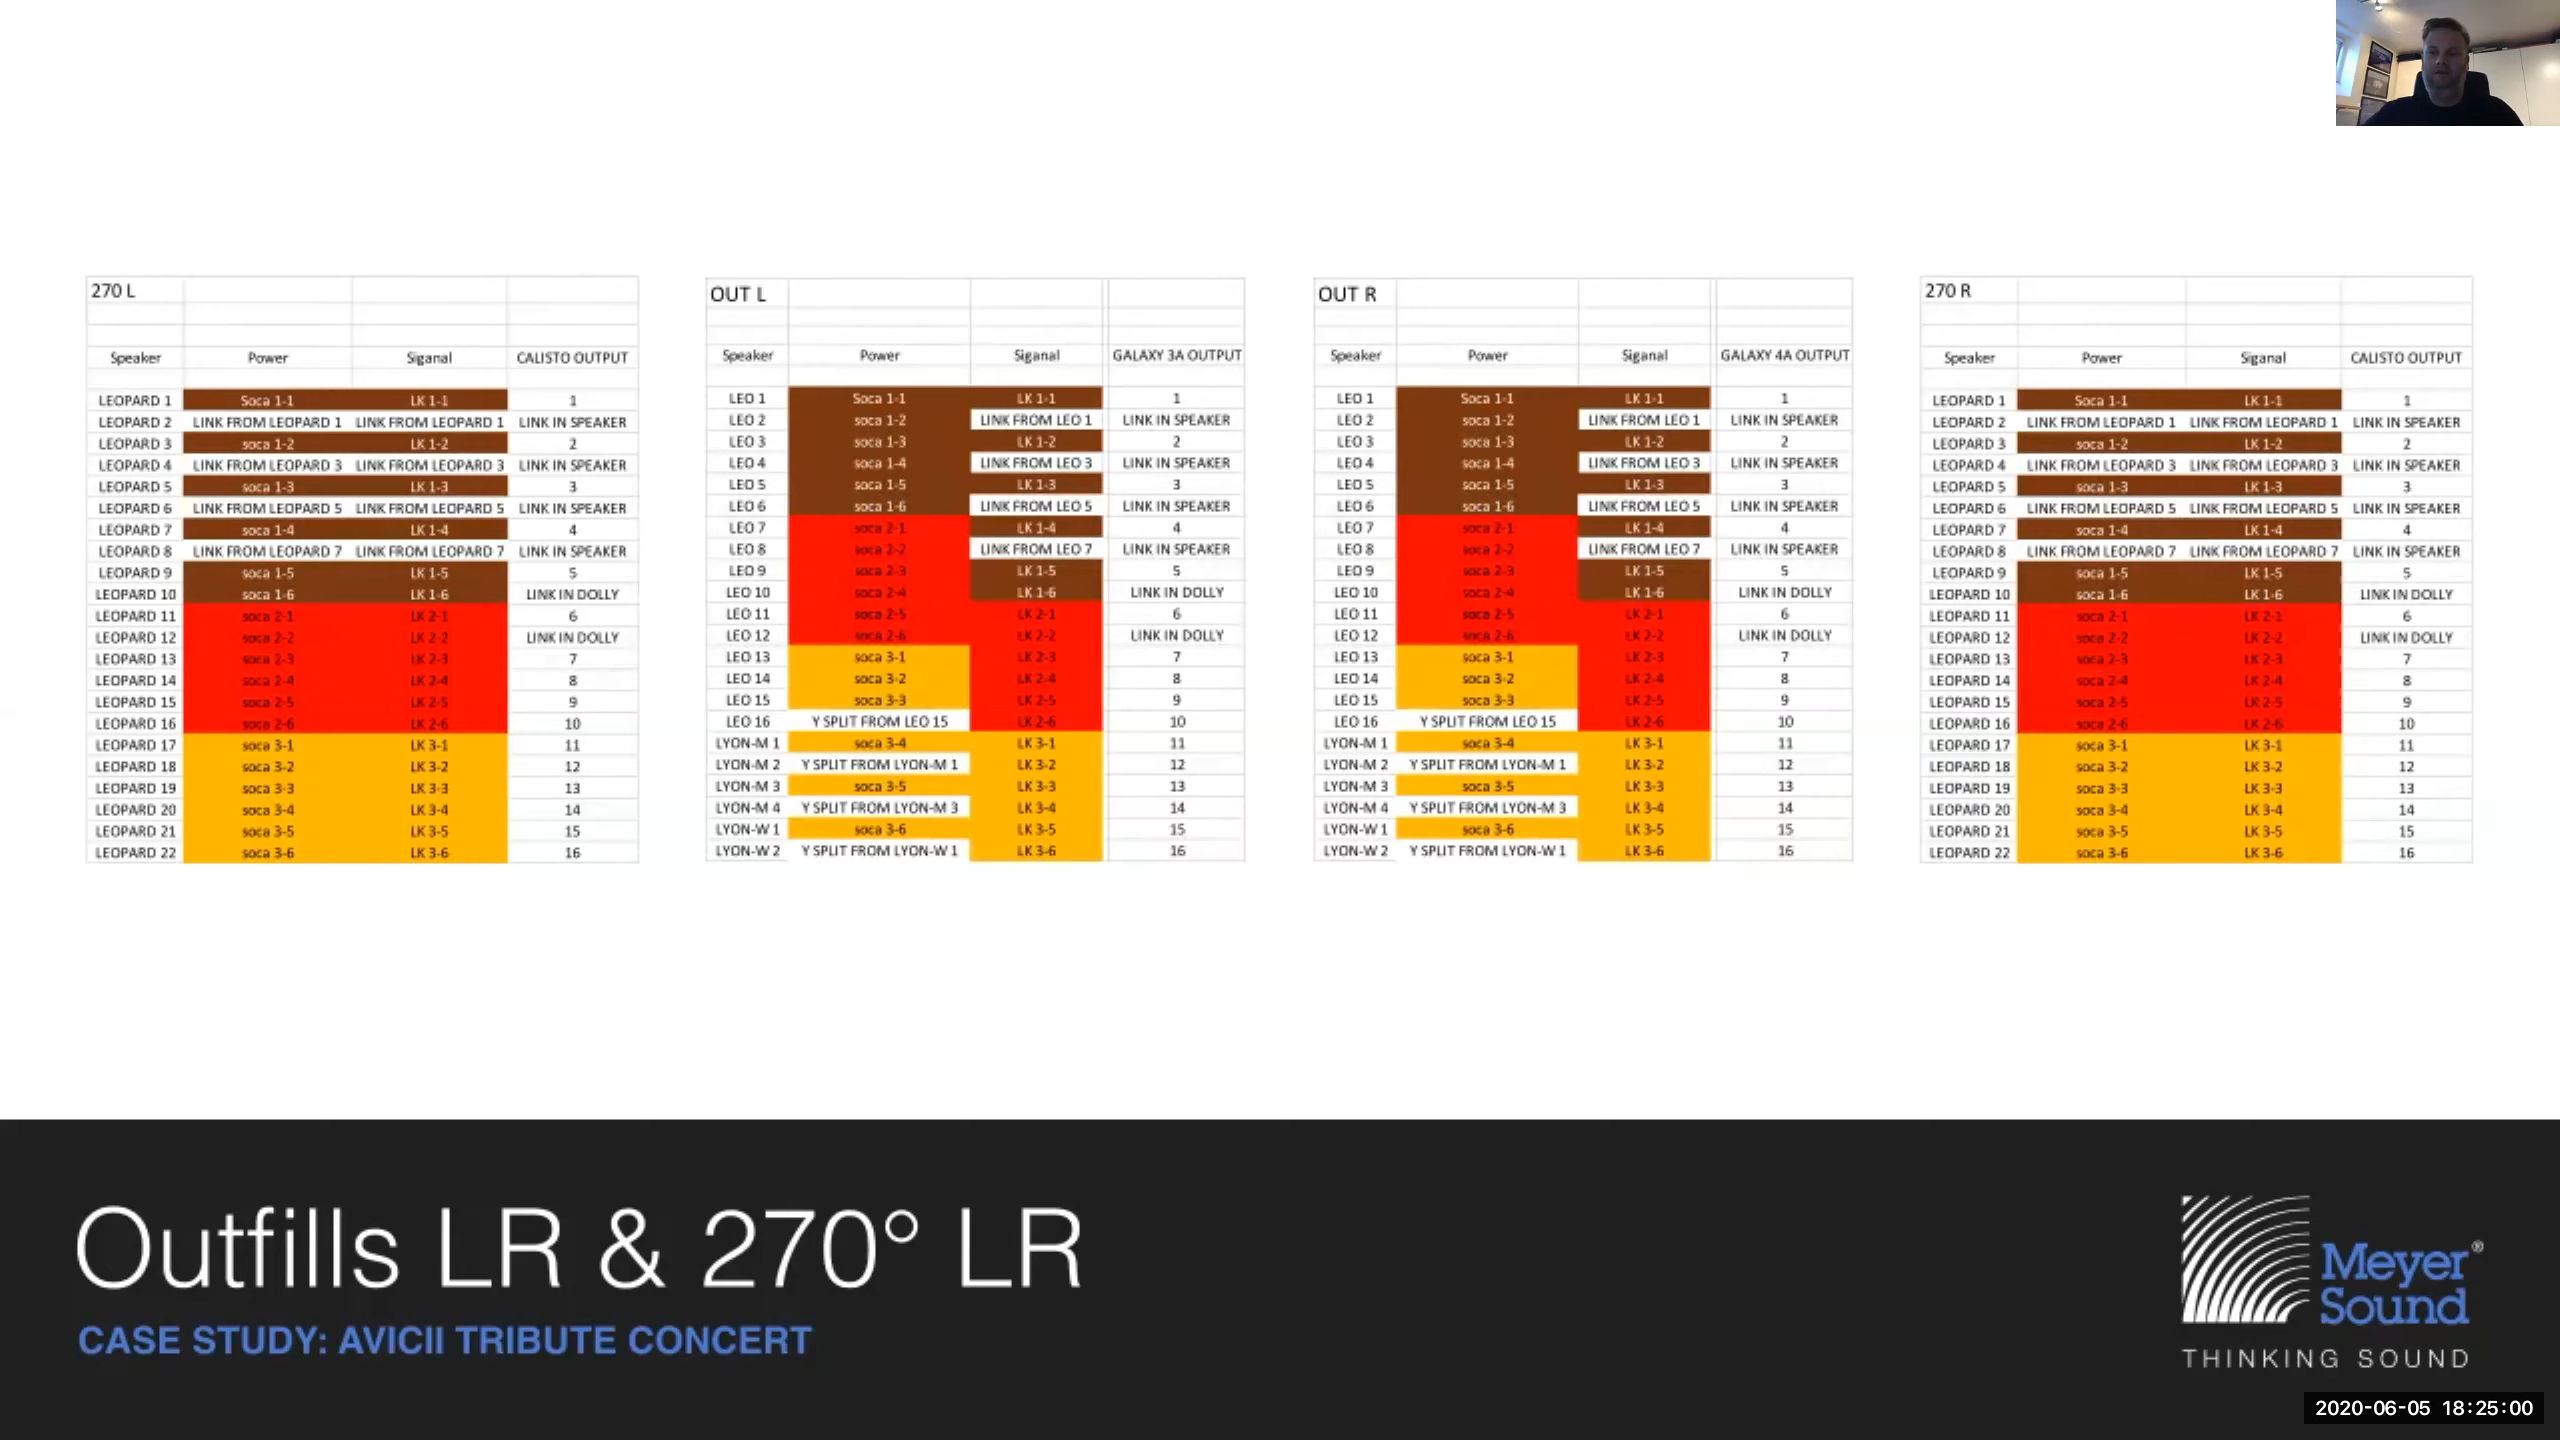 270 L
Speaker Power Siganal CALISTO OUTPUT
LEOPARD 1 Soca 1-1 LK 1-1 1
LEOPARD 2 LINK FROM LEOPARD 1 LINK FROM LEOPARD 1 LINK IN SPEAKER
LEOPARD 3 soca 1-2 LK 1-2 2
LEOPARD 4 LINK FROM LEOPARD 3 LINK FROM LEOPARD 3 LINK IN SPEAKER
LEOPARD 5 soca 1-3 LK 1-3 3
LEOPARD 6 LINK FROM LEOPARD 5 LINK FROM LEOPARD 5 LINK IN SPEAKER
LEOPARD 7 soca 1-4 LK 1-4 4
LEOPARD 8 LINK FROM LEOPARD 7 LINK FROM LEOPARD 7 LINK IN SPEAKER
LEOPARD 9 soca 1-5 LK 1-5 5
LEOPARD 10 soca 1-6 LK 1-6 LINK IN DOLLY
LEOPARD 11 soca 2-1 LK 2-1 6
LEOPARD 12 soca 2-2 LK 2-2 LINK IN DOLLY
LEOPARD 13 soca 2-3 LK 2-3 7
LEOPARD 14 soca 2-4 LK 2-4 8
LEOPARD 15 soca 2-5 LK 2-5 9
LEOPARD 16 soca 2-6 LK 2-6 10
LEOPARD 17 soca 3-1 LK 3-1 11
LEOPARD 18 soca 3-2 LK 3-2 12
LEOPARD 19 soca 3-3 LK 3-3 13
LEOPARD 20 soca 3-4 LK 3-4 14
LEOPARD 21 soca 3-5 LK 3-5 15
LEOPARD 22 soca 3-6 LK 3-6 16
OUT L
Speaker Power Siganal GALAXY 3A OUTPUT
LEO 1 Soca 1-1 LK 1-1 1
LEO 2 soca 1-2 LINK FROM LEO 1 LINK IN SPEAKER
LEO 3 soca 1-3 LK 1-2 2
LEO 4 soca 1-4 LINK FROM LEO 3 LINK IN SPEAKER
LEO 5 soca 1-5 LK 1-3 3
LEO 6 soca 1-6 LINK FROM LEO 5 LINK IN SPEAKER
LEO 7 soca 2-1 LK 1-4 4
LEO 8 soca 2-2 LINK FROM LEO 7 LINK IN SPEAKER
LEO 9 soca 2-3 LK 1-5 5
LEO 10 soca 2-4 LK 1-6 LINK IN DOLLY
LEO 11 soca 2-5 LK 2-1 6
LEO 12 soca 2-6 LK 2-2 LINK IN DOLLY
LEO 13 soca 3-1 LK 2-3 7
LEO 14 soca 3-2 LK 2-4 8
LEO 15 soca 3-3 LK 2-5 9
LEO 16 Y SPLIT FROM LEO 15 LK 2-6 10
LYON-M 1 soca 3-4 LK 3-1 11
LYON-M 2 Y SPLIT FROM LYON-M 1 LK 3-2 12
LYON-M 3 soca 3-5 LK 3-3 13
LYON-M 4 Y SPLIT FROM LYON-M 3 LK 3-4 14
LYON-W 1 soca 3-6 LK 3-5 15
LYON-W 2 Y SPLIT FROM LYON-W 1 LK 3-6 16
OUT R
Speaker Power Siganal GALAXY 4A OUTPUT
LEO 1 Soca 1-1 LK 1-1 1
LEO 2 soca 1-2 LINK FROM LEO 1 LINK IN SPEAKER
LEO 3 soca 1-3 LK 1-2 2
LEO 4 soca 1-4 LINK FROM LEO 3 LINK IN SPEAKER
LEO 5 soca 1-5 LK 1-3 3
LEO 6 soca 1-6 LINK FROM LEO 5 LINK IN SPEAKER
LEO 7 soca 2-1 LK 1-4 4
LEO 8 soca 2-2 LINK FROM LEO 7 LINK IN SPEAKER
LEO 9 soca 2-3 LK 1-5 5
LEO 10 soca 2-4 LK 1-6 LINK IN DOLLY
LEO 11 soca 2-5 LK 2-1 6
LEO 12 soca 2-6 LK 2-2 LINK IN DOLLY
LEO 13 soca 3-1 LK 2-3 7
LEO 14 soca 3-2 LK 2-4 8
LEO 15 soca 3-3 LK 2-5 9
LEO 16 Y SPLIT FROM LEO 15 LK 2-6 10
LYON-M 1 soca 3-4 LK 3-1 11
LYON-M 2 Y SPLIT FROM LYON-M 1 LK 3-2 12
LYON-M 3 soca 3-5 LK 3-3 13
LYON-M 4 Y SPLIT FROM LYON-M 3 LK 3-4 14
LYON-W 1 soca 3-6 LK 3-5 15
LYON-W 2 Y SPLIT FROM LYON-W 1 LK 3-6 16
270 R
Speaker Power Siganal CALISTO OUTPUT
LEOPARD 1 Soca 1-1 LK 1-1 1
LEOPARD 2 LINK FROM LEOPARD 1 LINK FROM LEOPARD 1 LINK IN SPEAKER
LEOPARD 3 soca 1-2 LK 1-2 2
LEOPARD 4 LINK FROM LEOPARD 3 LINK FROM LEOPARD 3 LINK IN SPEAKER
LEOPARD 5 soca 1-3 LK 1-3 3
LEOPARD 6 LINK FROM LEOPARD 5 LINK FROM LEOPARD 5 LINK IN SPEAKER
LEOPARD 7 soca 1-4 LK 1-4 4
LEOPARD 8 LINK FROM LEOPARD 7 LINK FROM LEOPARD 7 LINK IN SPEAKER
LEOPARD 9 soca 1-5 LK 1-5 5
LEOPARD 10 soca 1-6 LK 1-6 LINK IN DOLLY
LEOPARD 11 soca 2-1 LK 2-1 6
LEOPARD 12 soca 2-2 LK 2-2 LINK IN DOLLY
LEOPARD 13 soca 2-3 LK 2-3 7
LEOPARD 14 soca 2-4 LK 2-4 8
LEOPARD 15 soca 2-5 LK 2-5 9
LEOPARD 16 soca 2-6 LK 2-6 10
LEOPARD 17 soca 3-1 LK 3-1 11
LEOPARD 18 soca 3-2 LK 3-2 12
LEOPARD 19 soca 3-3 LK 3-3 13
LEOPARD 20 soca 3-4 LK 3-4 14
LEOPARD 21 soca 3-5 LK 3-5 15
LEOPARD 22 soca 3-6 LK 3-6 16
Outfills LR & 270° LR
CASE STUDY: AVICII TRIBUTE CONCERT
Meyer®
Sound
THINKING SOUND
2020-06-05 18:25:00